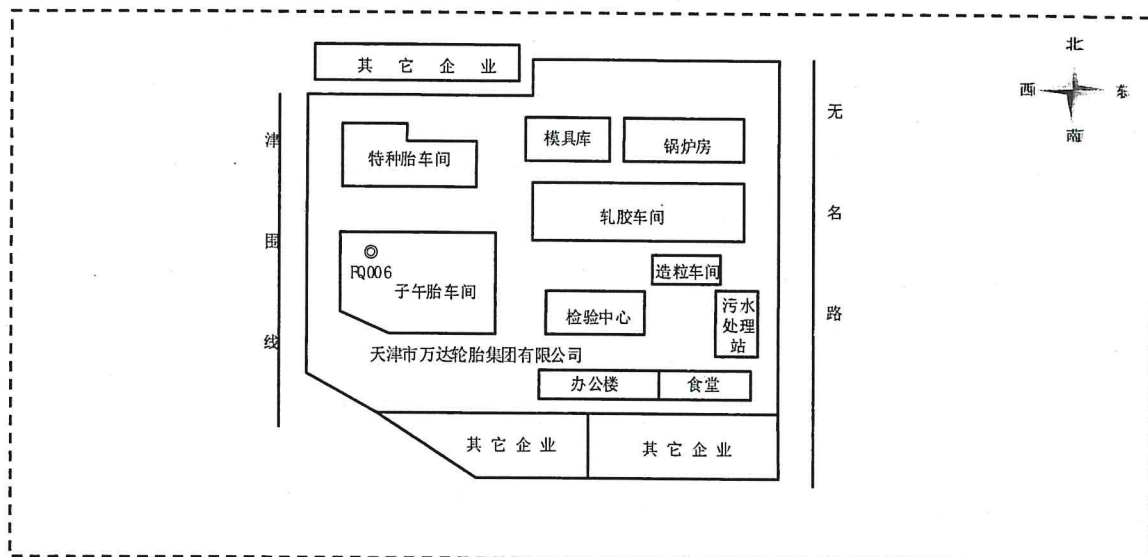 其它企业
北
西 东
南
津围线
无名路
模具库
锅炉房
特种胎车间
轧胶车间
FQ006
子午胎车间
造粒车间
检验中心
污水
处理
站
天津市万达轮胎集团有限公司
办公楼
食堂
其它企业
其它企业